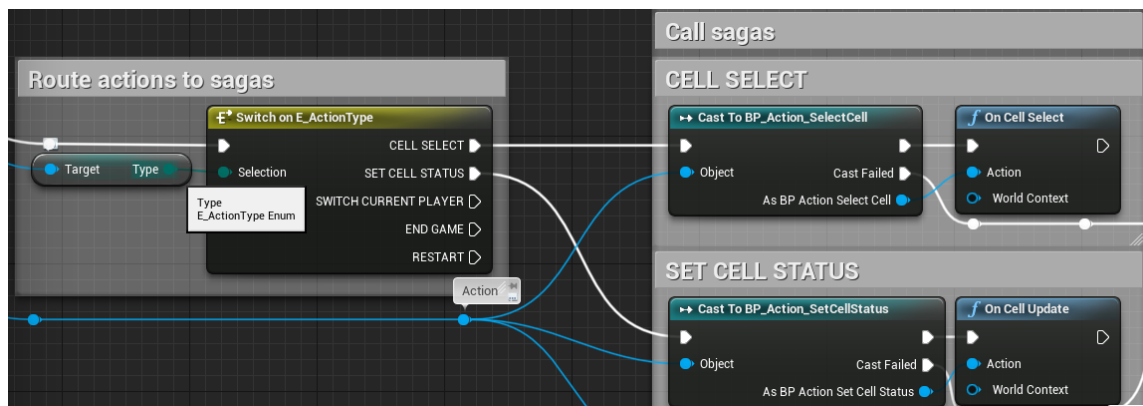 Call sagas
Route actions to sagas
CELL SELECT
Switch on E_ActionType
CELL SELECT
Target
Type
Selection
SET CELL STATUS
SWITCH CURRENT PLAYER
END GAME
RESTART
Type
E_ActionType Enum
Action
Cast To BP_Action_SelectCell
Object
Cast Failed
As BP Action Select Cell
On Cell Select
Action
World Context
SET CELL STATUS
Cast To BP_Action_SetCellStatus
Object
Cast Failed
As BP Action Set Cell Status
On Cell Update
Action
World Context